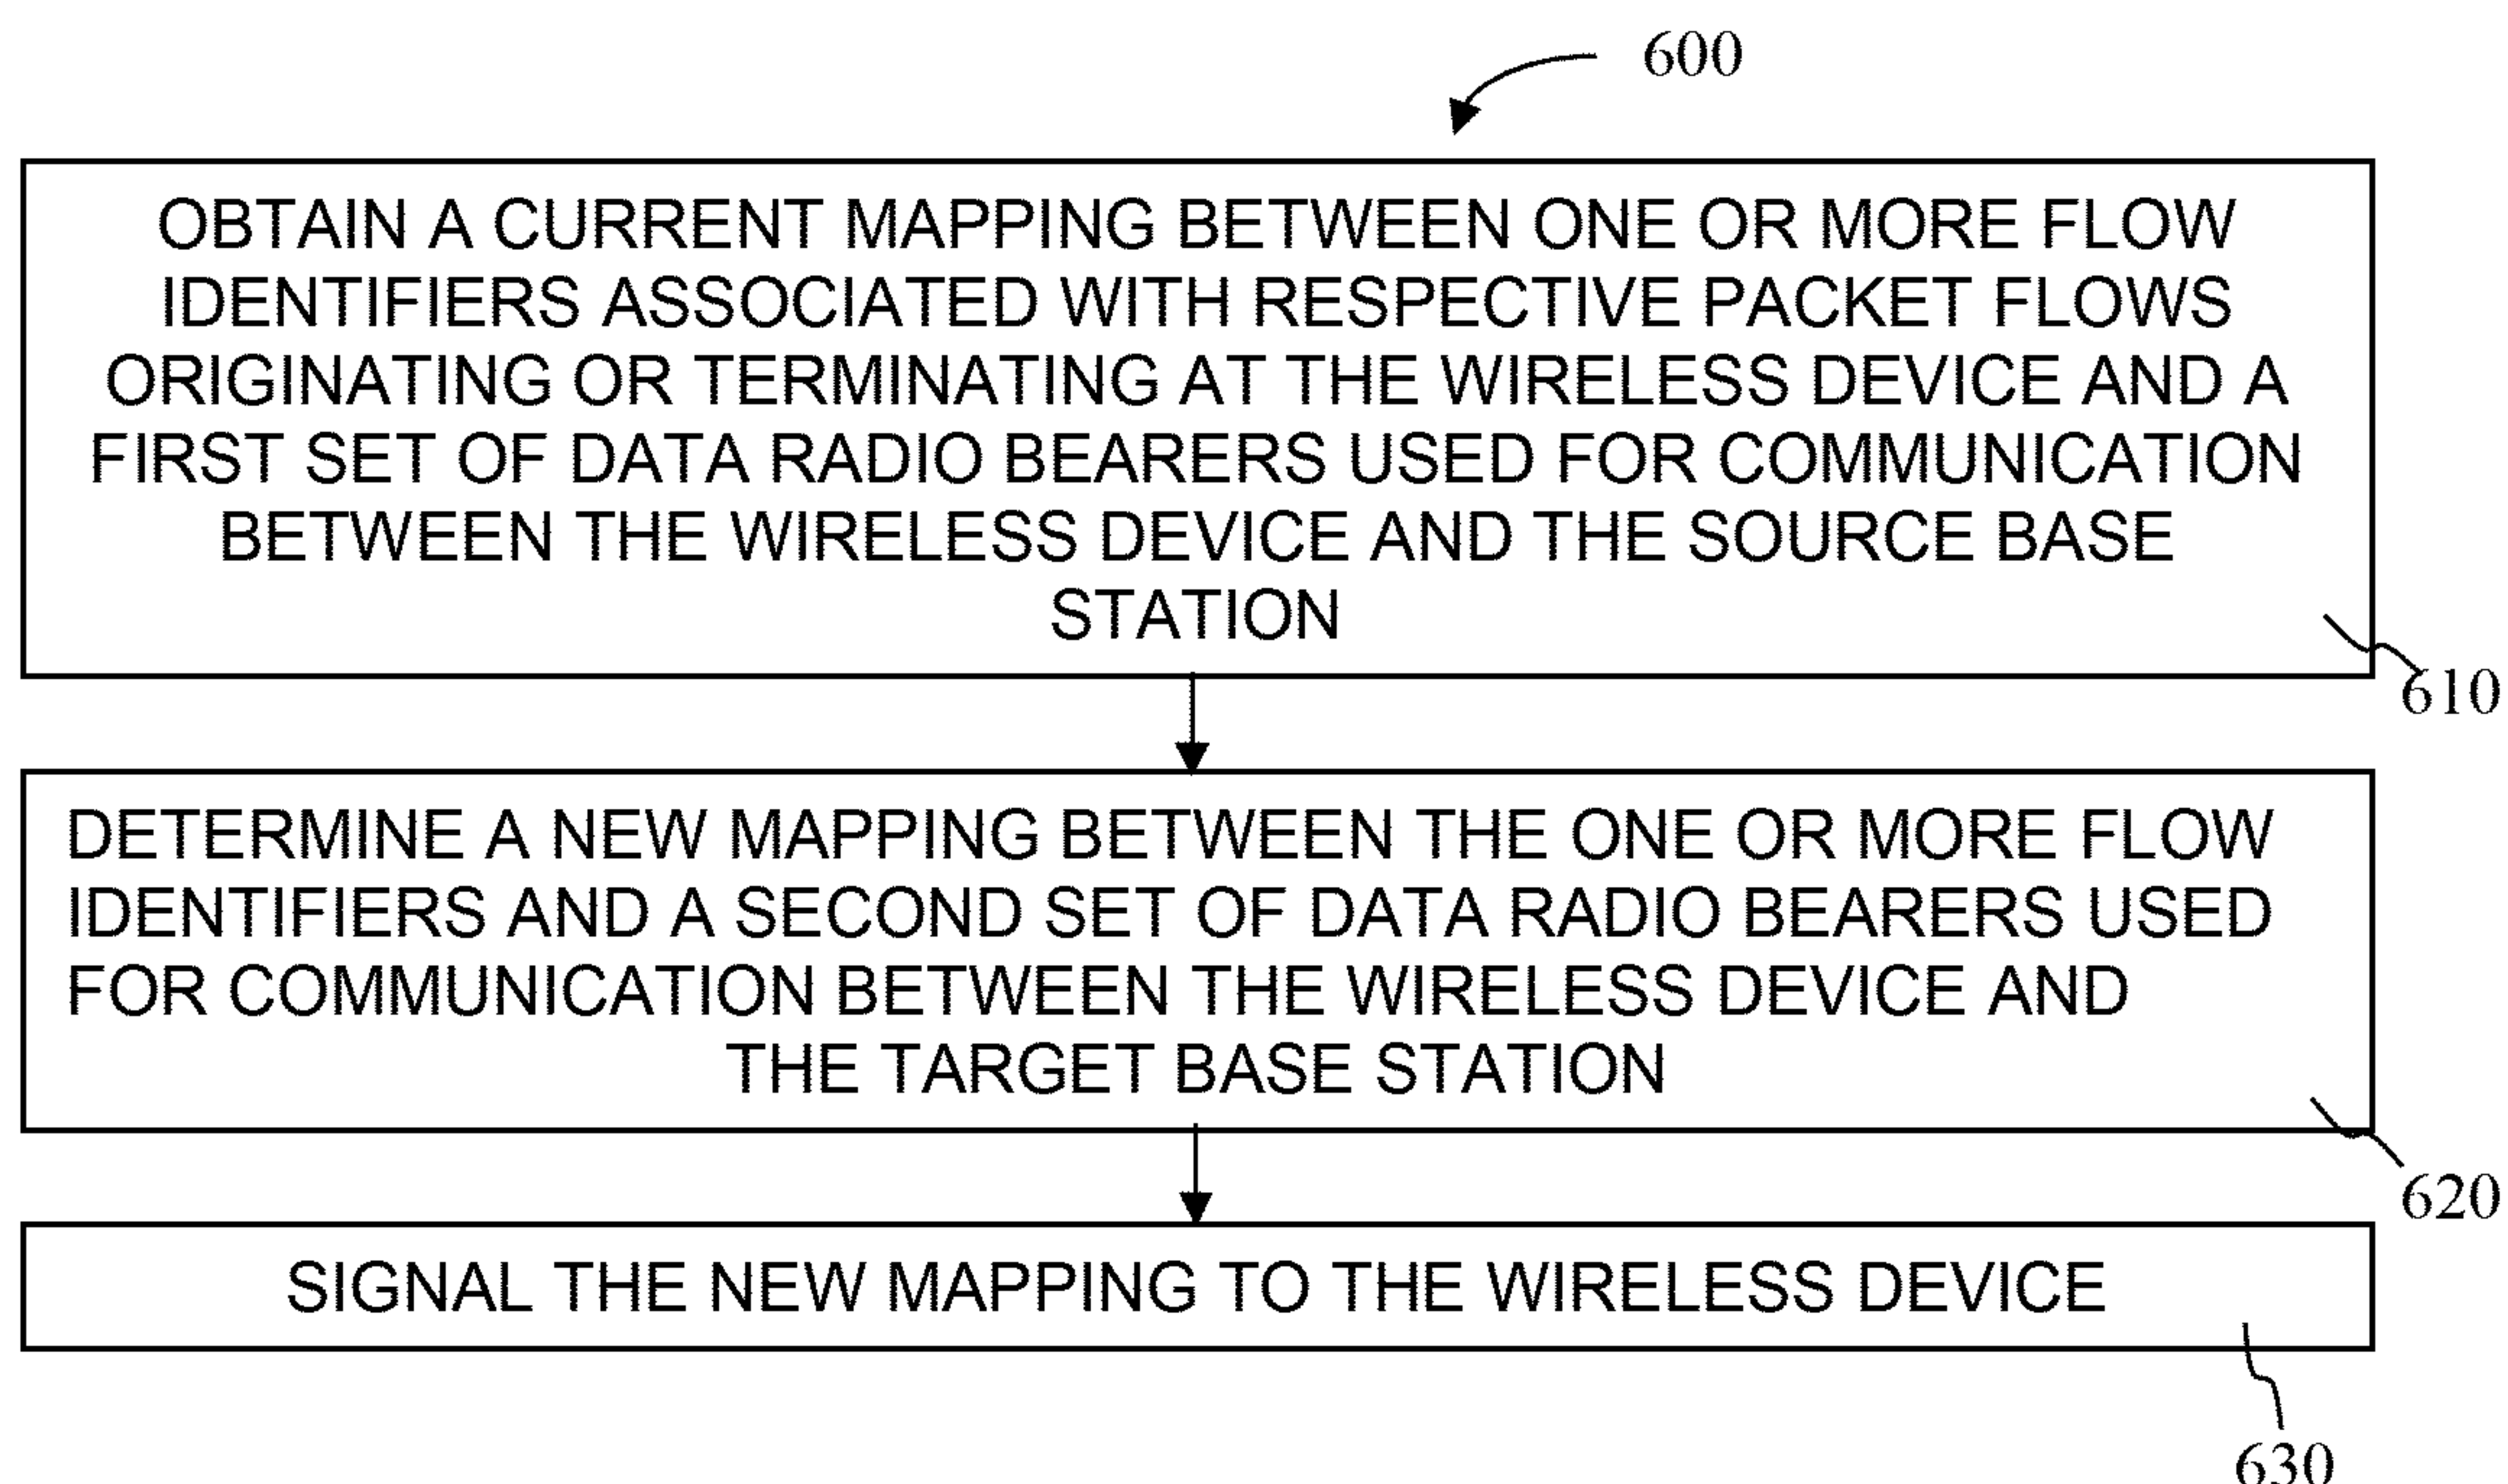 600
OBTAIN A CURRENT MAPPING BETWEEN ONE OR MORE FLOW
IDENTIFIERS ASSOCIATED WITH RESPECTIVE PACKET FLOWS
ORIGINATING OR TERMINATING AT THE WIRELESS DEVICE AND A
FIRST SET OF DATA RADIO BEARERS USED FOR COMMUNICATION
BETWEEN THE WIRELESS DEVICE AND THE SOURCE BASE
STATION
610
DETERMINE A NEW MAPPING BETWEEN THE ONE OR MORE FLOW
IDENTIFIERS AND A SECOND SET OF DATA RADIO BEARERS USED
FOR COMMUNICATION BETWEEN THE WIRELESS DEVICE AND
THE TARGET BASE STATION
620
SIGNAL THE NEW MAPPING TO THE WIRELESS DEVICE
630